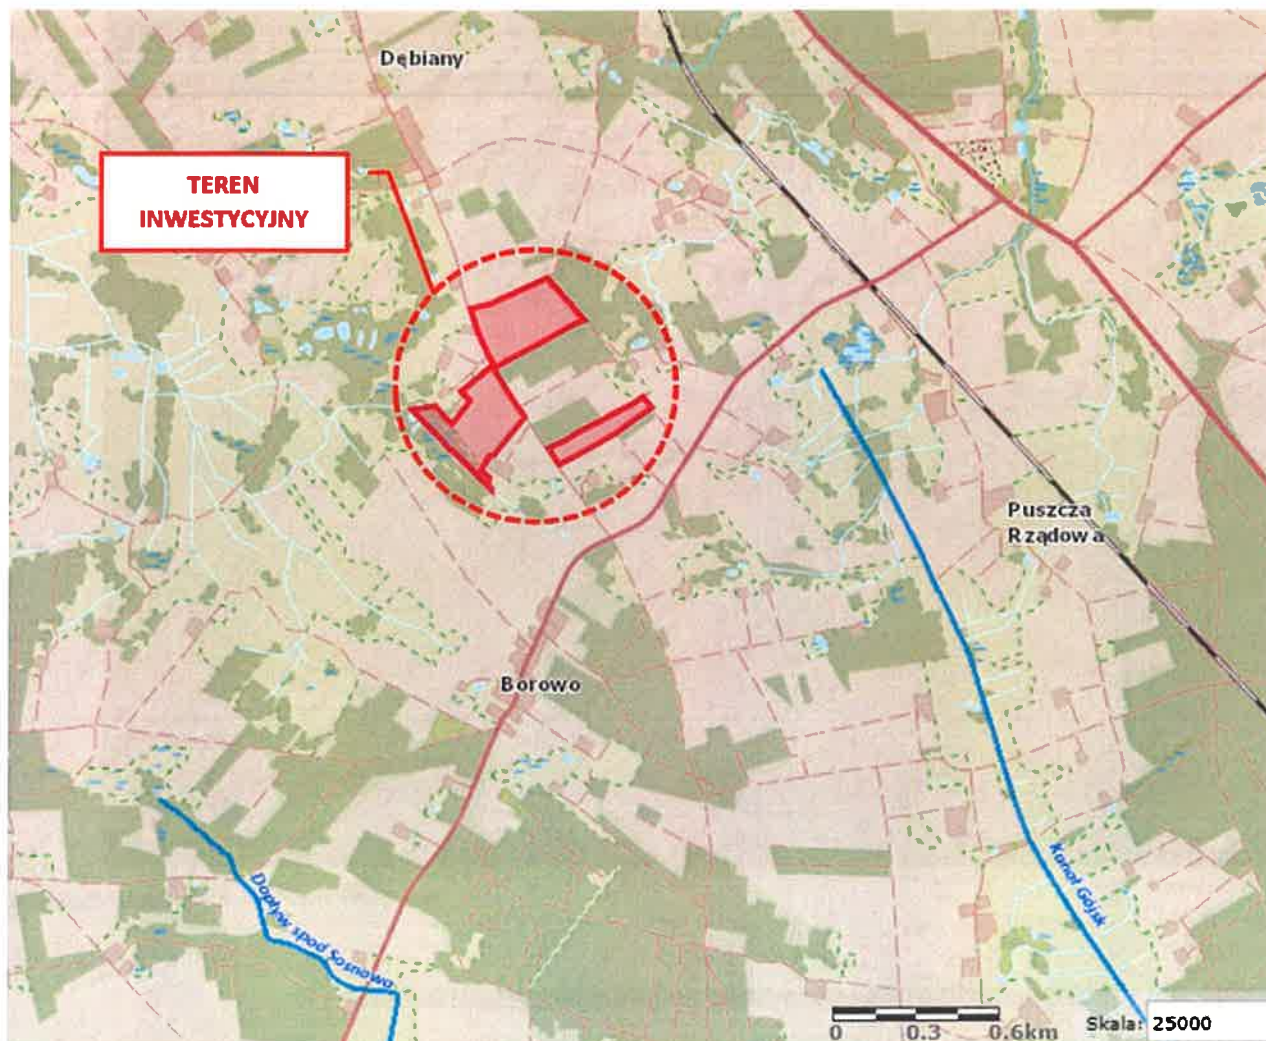 Dębiany
TEREN
INWESTYCYJNY
Puszcza
Rządowa
Borowo
Kanał Gójsk
Dopływ spod Sosnowa
0 0.3 0.6km
Skala: 25000